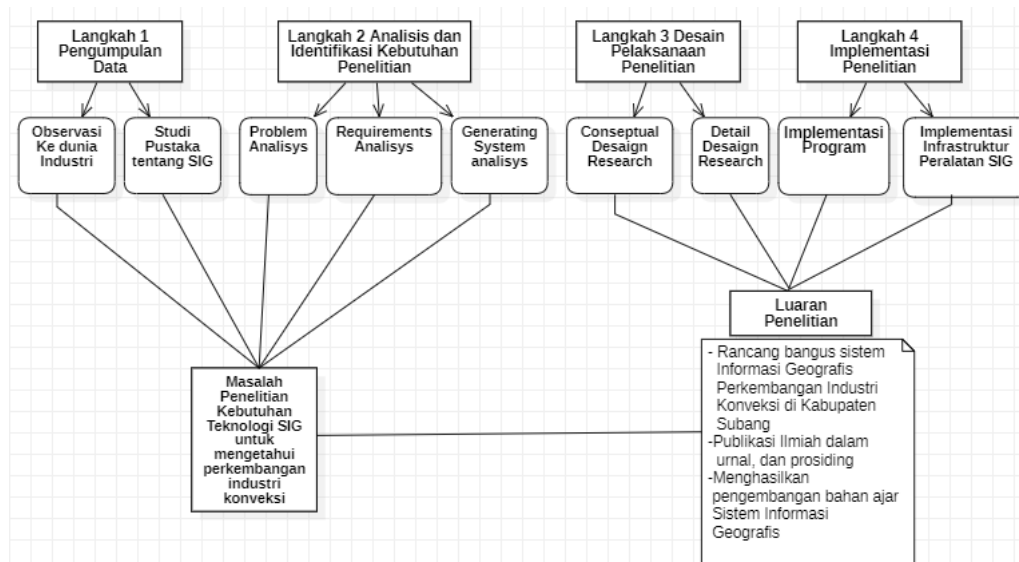 Langkah 1
Pengumpulan
Data
Langkah 2 Analisis dan
Identifikasi Kebutuhan
Penelitian
Langkah 3 Desain
Pelaksanaan
Penelitian
Langkah 4
Implementasi
Penelitian
Observasi
Ke dunia
Industri
Studi
Pustaka
tentang SIG
Problem
Analisys
Requirements
Analisys
Generating
System
analisys
Conseptual
Desaign
Research
Detail
Desaign
Research
Implementasi
Program
Implementasi
Infrastruktur
Peralatan SIG
Masalah
Penelitian
Kebutuhan
Teknologi SIG
untuk
mengetahui
perkembangan
industri
konveksi
Luaran
Penelitian
- Rancang bangus sistem
Informasi Geografis
Perkembangan Industri
Konveksi di Kabupaten
Subang
-Publikasi Ilmiah dalam
urnal, dan prosiding
-Menghasilkan
pengembangan bahan ajar
Sistem Informasi
Geografis